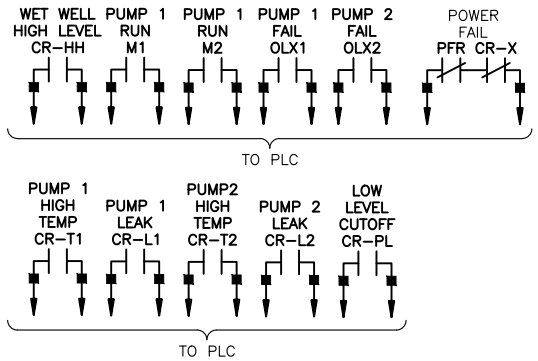 WET WELL
HIGH LEVEL
CR-HH
PUMP 1
RUN
M1
PUMP 1
RUN
M2
PUMP 1
FAIL
OLX1
PUMP 2
FAIL
OLX2
POWER
FAIL
PFR CR-X
TO PLC
PUMP 1
HIGH
TEMP
CR-T1
PUMP 1
LEAK
CR-L1
PUMP2
HIGH
TEMP
CR-T2
PUMP 2
LEAK
CR-L2
LOW
LEVEL
CUTOFF
CR-PL
TO PLC